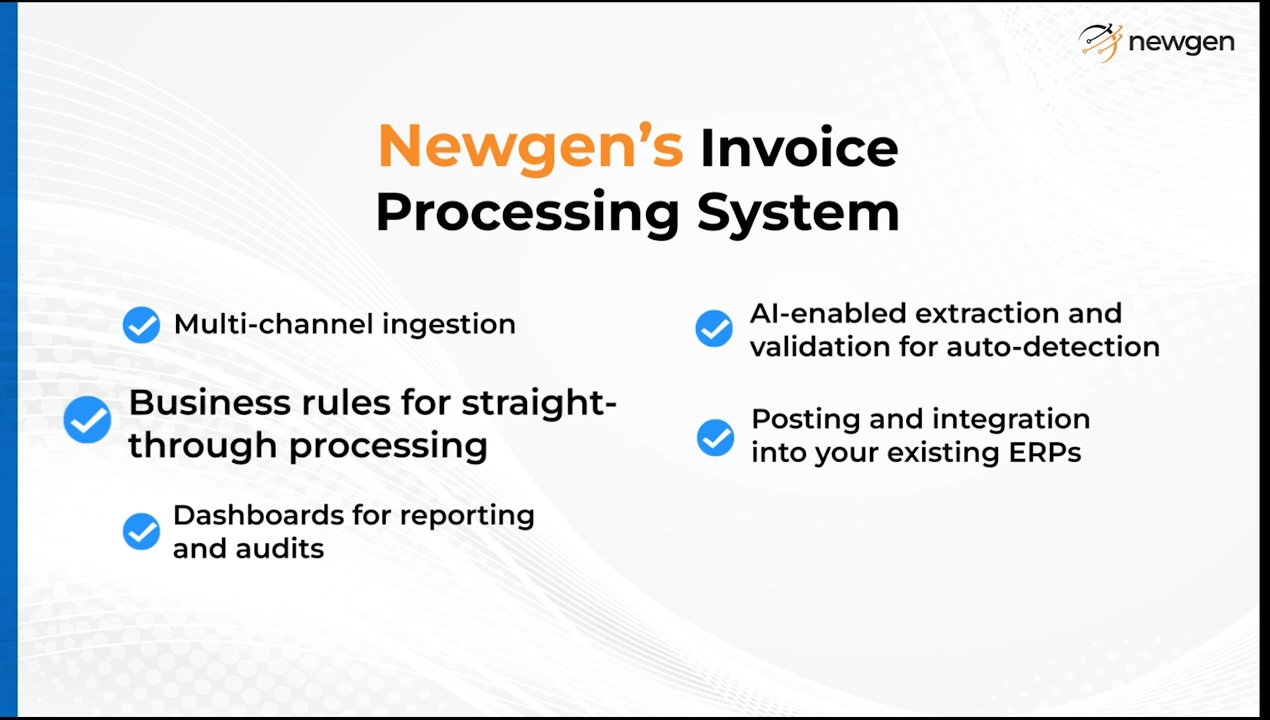 newgen
Newgen's Invoice
Processing System
Multi-channel ingestion
AI-enabled extraction and
validation for auto-detection
Business rules for straight-
through processing
Posting and integration
into your existing ERPs
Dashboards for reporting
and audits